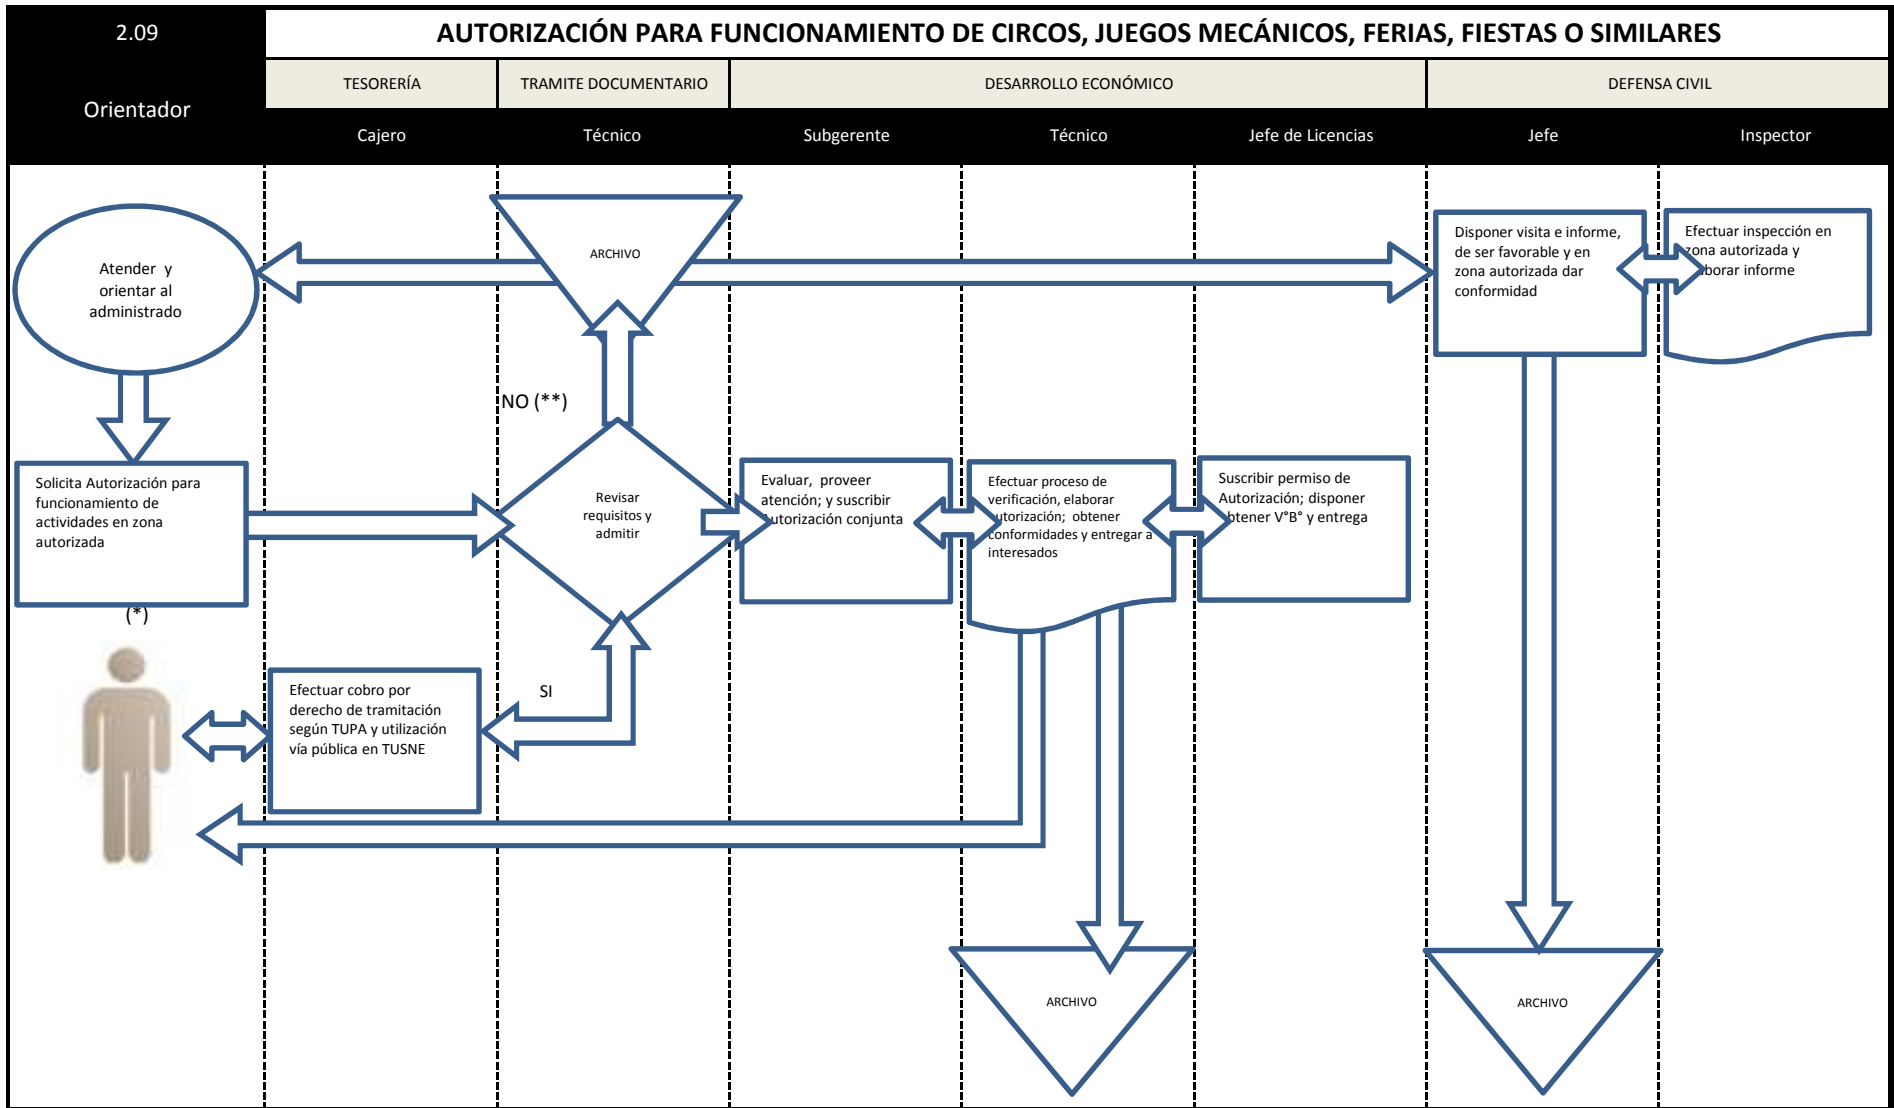 2.09
Orientador
AUTORIZACIÓN PARA FUNCIONAMIENTO DE CIRCOS, JUEGOS MECÁNICOS, FERIAS, FIESTAS O SIMILARES
TESORERÍA
TRAMITE DOCUMENTARIO
DESARROLLO ECONÓMICO
DEFENSA CIVIL
Cajero
Técnico
Subgerente
Técnico
Jefe de Licencias
Jefe
Inspector
Atender y
orientar al
administrado
ARCHIVO
Disponer visita e informe,
de ser favorable y en
zona autorizada dar
conformidad
Efectuar inspección en
zona autorizada y
borar informe
NO (**)
Solicita Autorización para
funcionamiento de
actividades en zona
autorizada
(*)
Revisar
requisitos y
admitir
Evaluar, proveer
atención; y suscribir
Autorización conjunta
Efectuar proceso de
verificación, elaborar
utorización; obtener
conformidades y entregar a
interesados
Suscribir permiso de
Autorización; disponer
obtener V°B° y entrega
SI
Efectuar cobro por
derecho de tramitación
según TUPA y utilización
vía pública en TUSNE
ARCHIVO
ARCHIVO